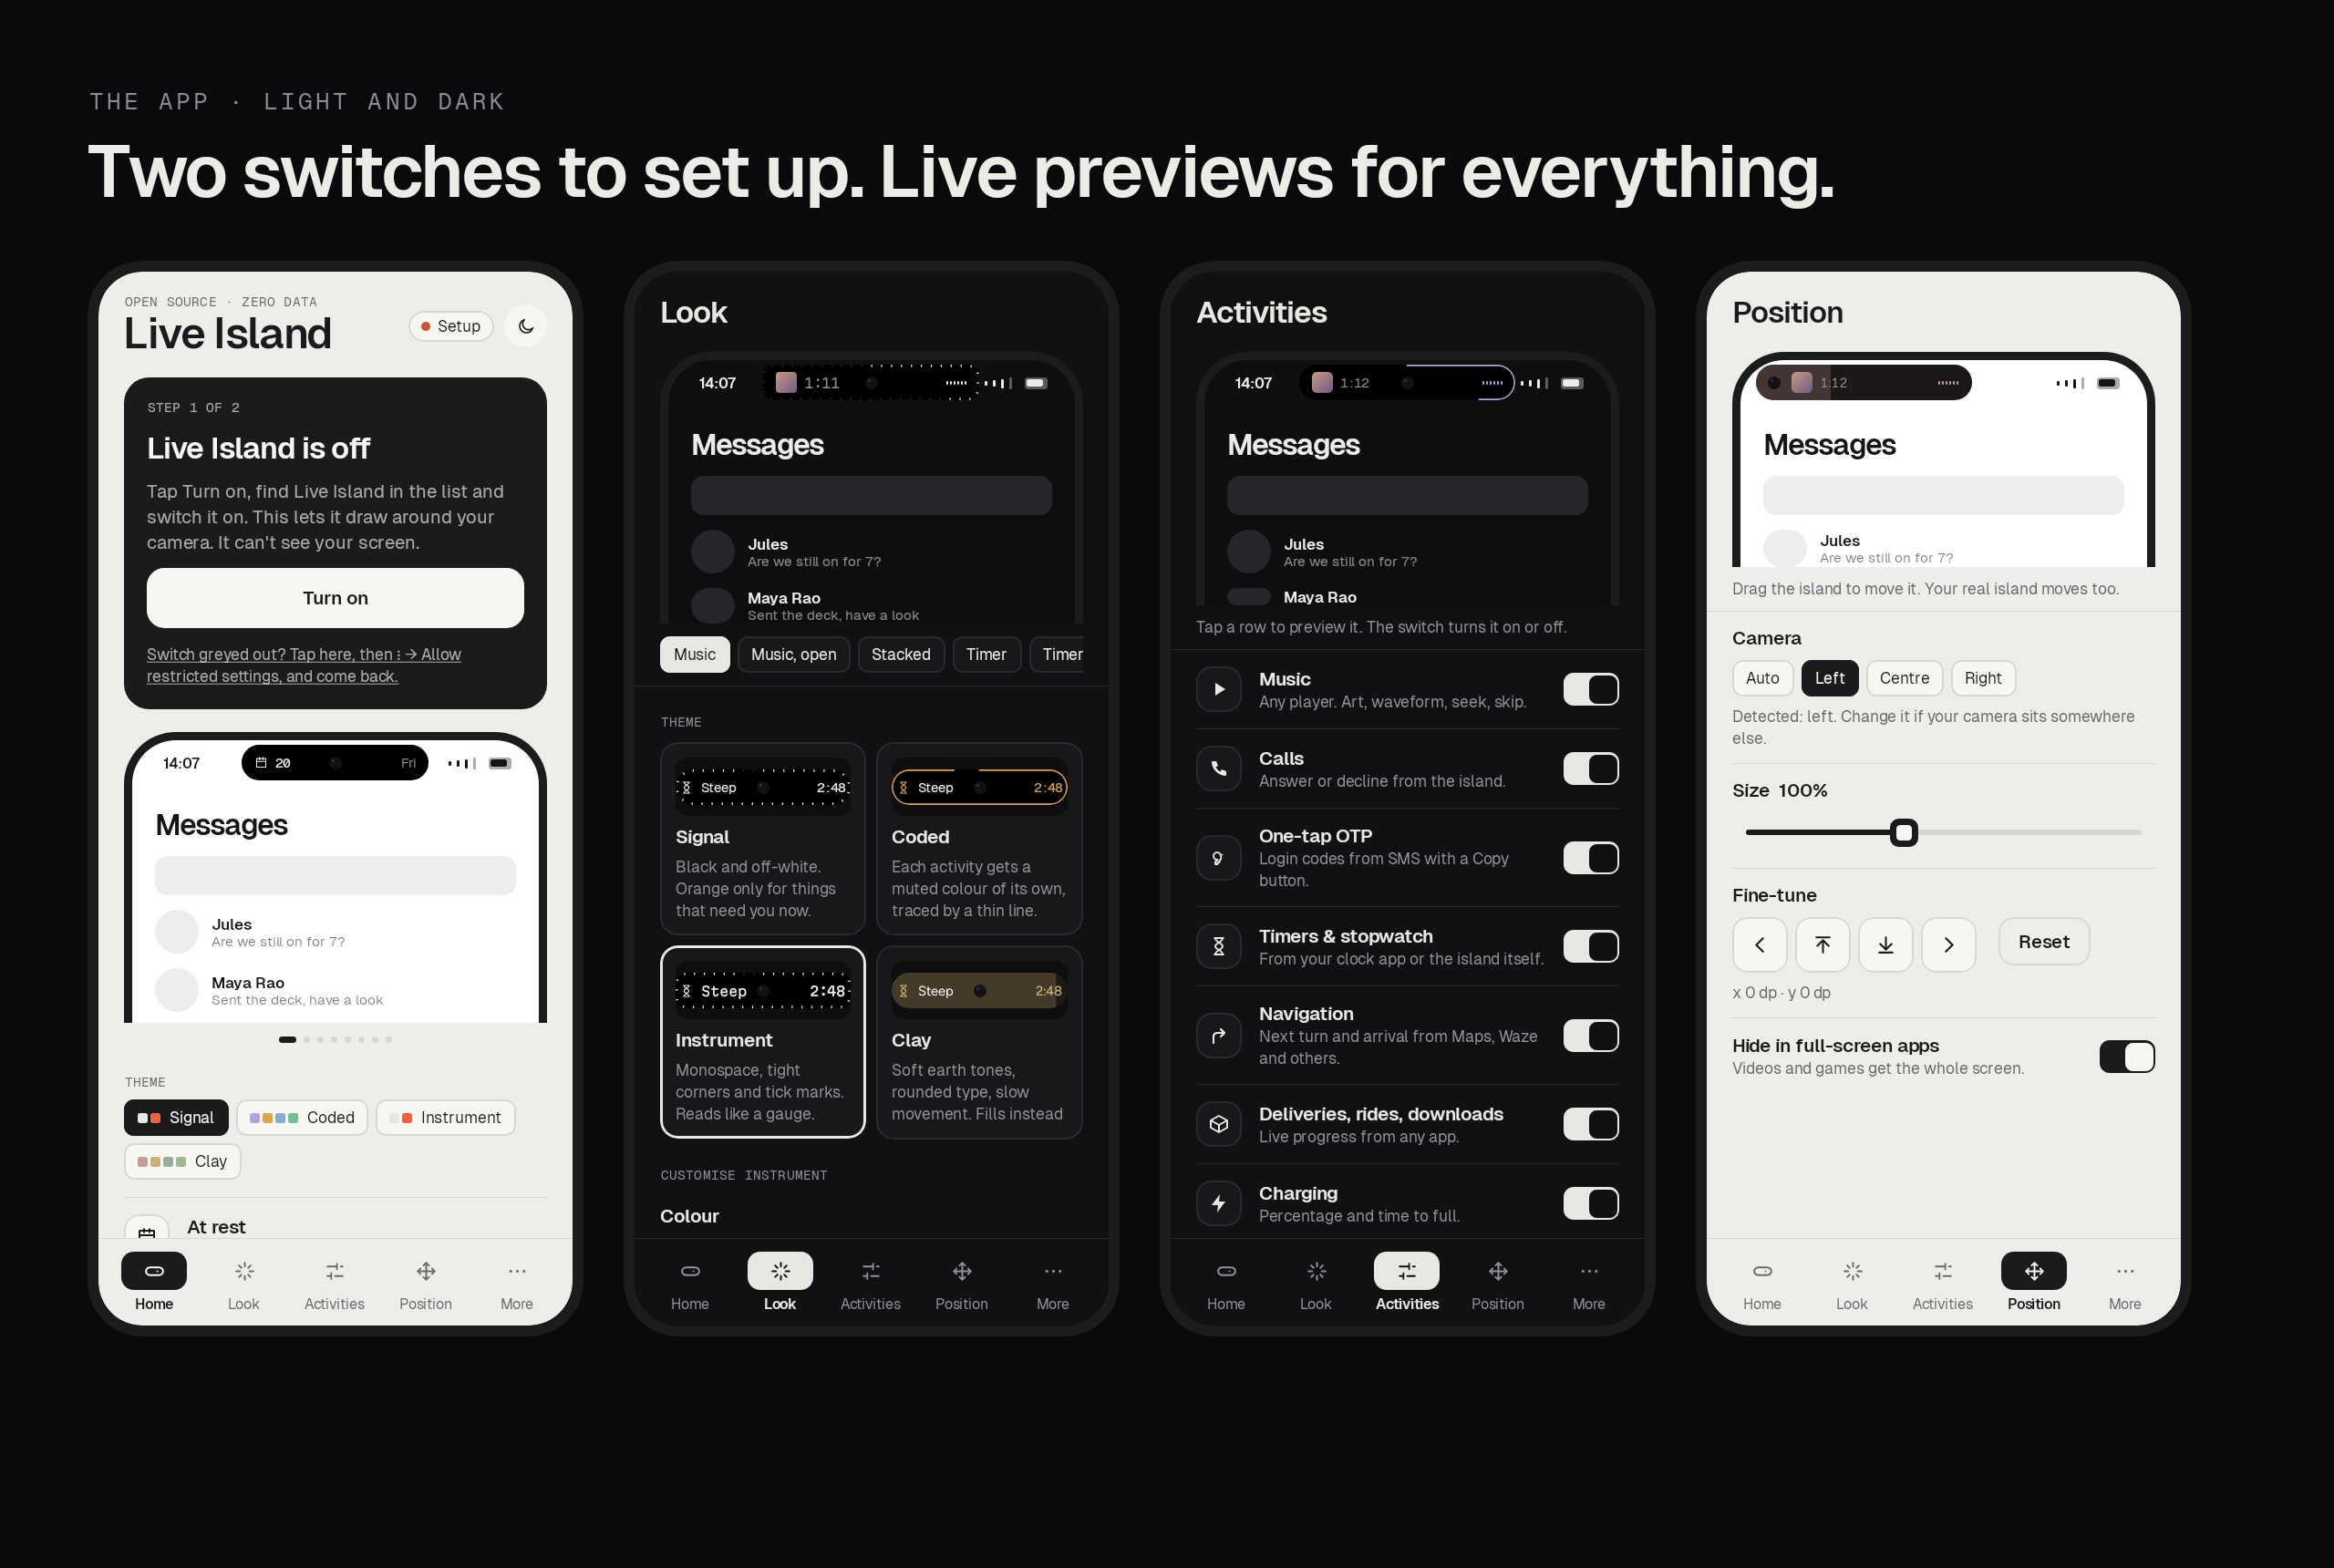 THE APP · LIGHT AND DARK
Two switches to set up. Live previews for everything.
OPEN SOURCE · ZERO DATA
Live Island
Setup
STEP 1 OF 2
Live Island is off
Tap Turn on, find Live Island in the list and
switch it on. This lets it draw around your
camera. It can't see your screen.
Turn on
Switch greyed out? Tap here, then ⋮ → Allow
restricted settings, and come back.
14:07
20
Fri
Messages
Jules
Are we still on for 7?
Maya Rao
Sent the deck, have a look
THEME
Signal
Coded
Instrument
Clay
At rest
Home
Look
Activities
Position
More
Look
14:07
1:11
Messages
Jules
Are we still on for 7?
Maya Rao
Sent the deck, have a look
Music
Music, open
Stacked
Timer
Timer
THEME
Steep
2:48
Signal
Black and off-white.
Orange only for things
that need you now.
Steep
2:48
Coded
Each activity gets a
muted colour of its own,
traced by a thin line.
Steep
2:48
Instrument
Monospace, tight
corners and tick marks.
Reads like a gauge.
Steep
2:48
Clay
Soft earth tones,
rounded type, slow
movement. Fills instead
CUSTOMISE INSTRUMENT
Colour
Home
Look
Activities
Position
More
Activities
14:07
1:12
Messages
Jules
Are we still on for 7?
Maya Rao
Tap a row to preview it. The switch turns it on or off.
Music
Any player. Art, waveform, seek, skip.
Calls
Answer or decline from the island.
One-tap OTP
Login codes from SMS with a Copy
button.
Timers & stopwatch
From your clock app or the island itself.
Navigation
Next turn and arrival from Maps, Waze
and others.
Deliveries, rides, downloads
Live progress from any app.
Charging
Percentage and time to full.
Home
Look
Activities
Position
More
Position
1:12
Messages
Jules
Are we still on for 7?
Drag the island to move it. Your real island moves too.
Camera
Auto
Left
Centre
Right
Detected: left. Change it if your camera sits somewhere
else.
Size 100%
Fine-tune
Reset
x 0 dp · y 0 dp
Hide in full-screen apps
Videos and games get the whole screen.
Home
Look
Activities
Position
More